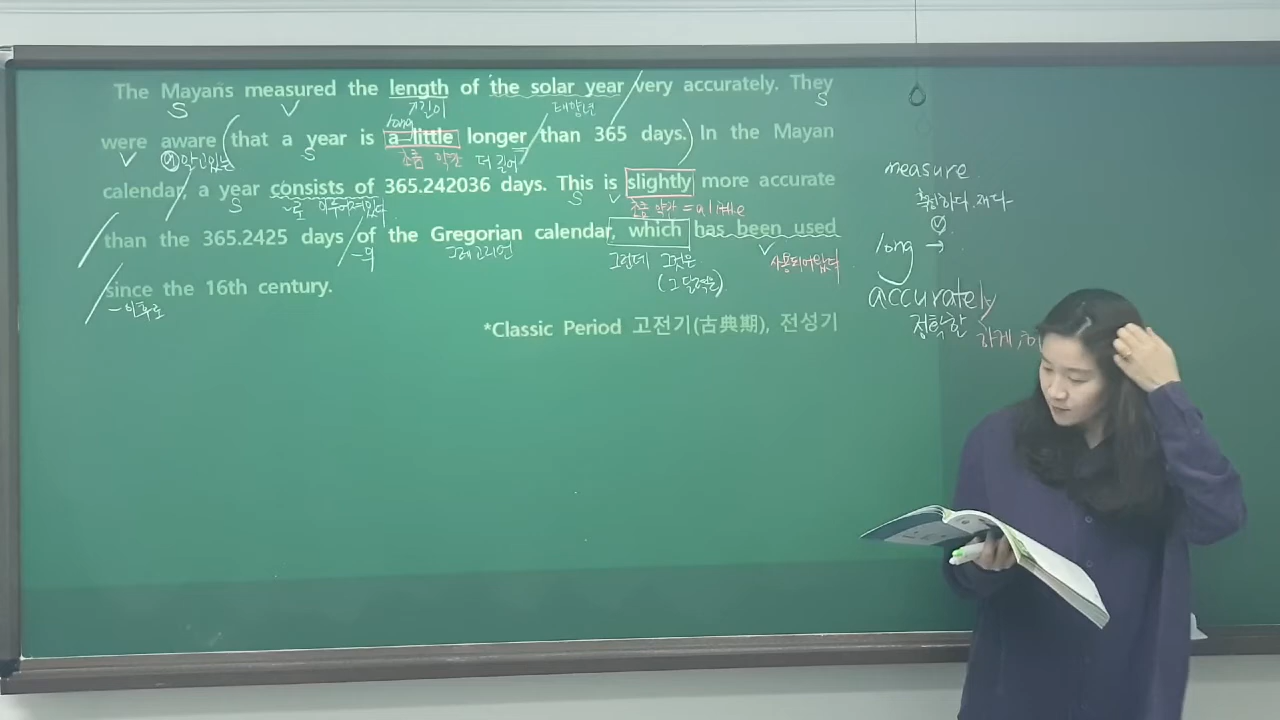 The Mayans measured the length of the solar year very accurately. They
S V 길이 태양년 S
long
were aware (that a year is a little longer than 365 days.) In the Mayan
V 알고있는 S 조금 약간 더 길어
calendar, a year consists of 365.242036 days. This is slightly more accurate
S 로 이루어져있다 S V 조금 약간 = a little
than the 365.2425 days of the Gregorian calendar, which has been used
~의 그레고리언 그런데 그것은 V 사용되어왔다
(그 달력은)
since the 16th century.
~이후로
*Classic Period 고전기(古典期), 전성기
measure
측정하다. 재다
long →
accurately
정확한
하게, 히